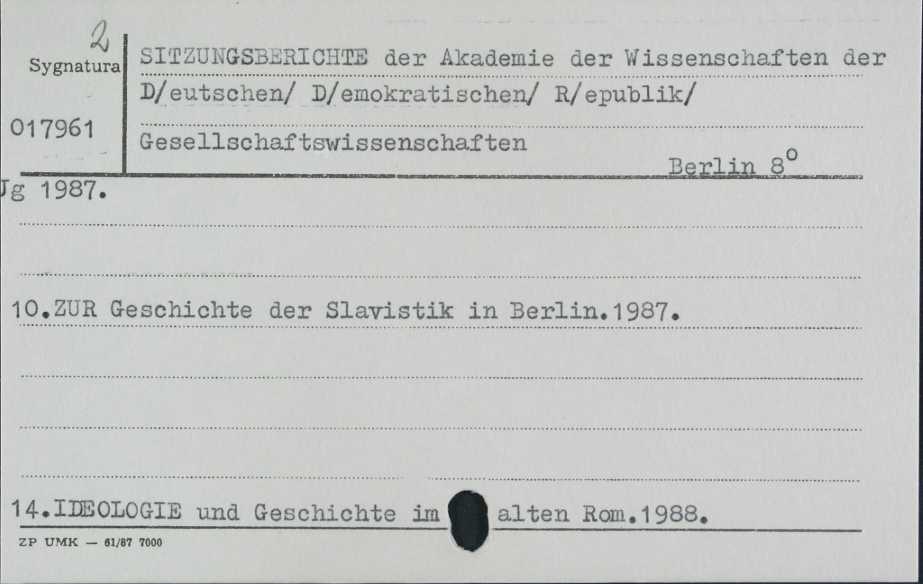 2
Sygnatura
017961
SITZUNGSBERICHTE der Akademie der Wissenschaften der
D/eutschen/ D/emokratischen/ R/epublik/
Gesellschaftswissenschaften
Berlin 8°
Jg 1987.
10.ZUR Geschichte der Slavistik in Berlin.1987.
14.IDEOLOGIE und Geschichte im alten Rom.1988.
ZP UMK — 61/87 7000